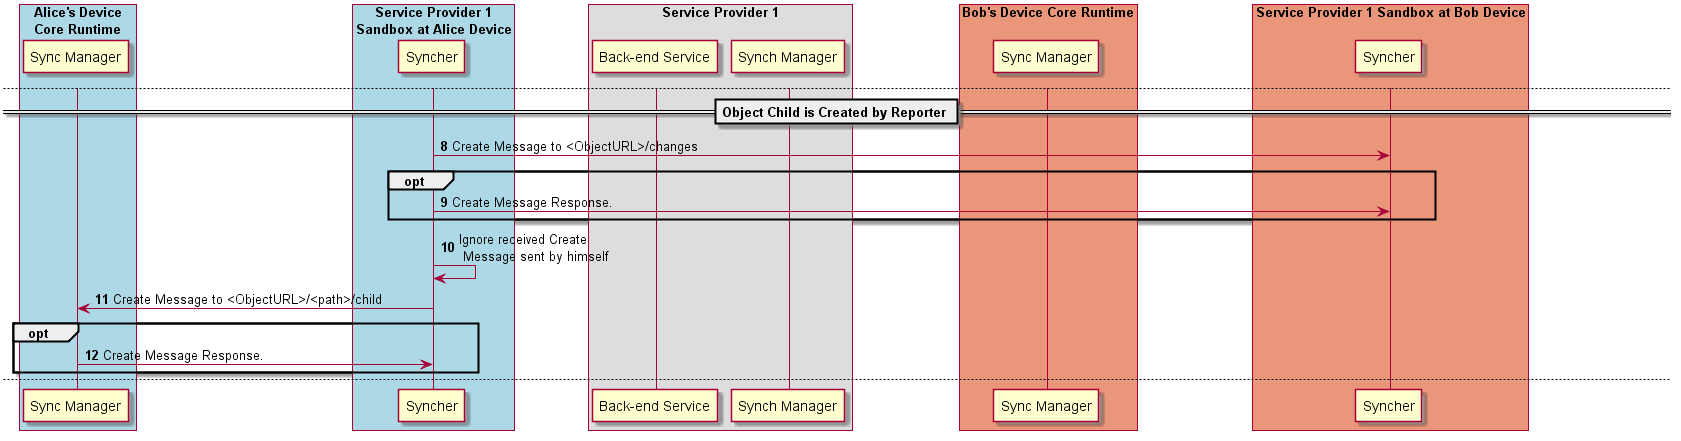 Alice's Device
Core Runtime
Service Provider 1
Sandbox at Alice Device
Service Provider 1
Bob's Device Core Runtime
Service Provider 1 Sandbox at Bob Device
Sync Manager
Syncher
Back-end Service
Synch Manager
Sync Manager
Syncher
Object Child is Created by Reporter
8 Create Message to <ObjectURL>/changes
opt
9 Create Message Response.
10 Ignore received Create
Message sent by himself
11 Create Message to <ObjectURL>/<path>/child
opt
12 Create Message Response.
Sync Manager
Syncher
Back-end Service
Synch Manager
Sync Manager
Syncher